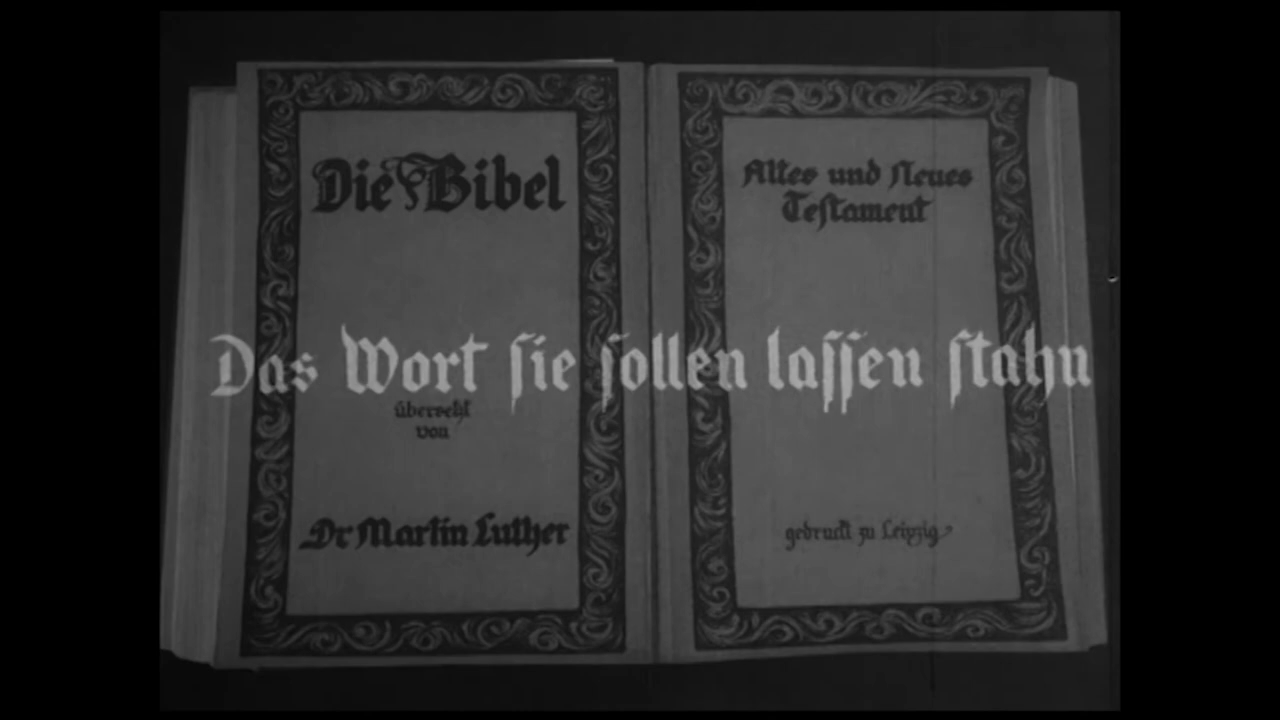 Die Bibel
Altes und Neues
Testament
Das Wort sie sollen lassen stahn
übersetzt
von
Dr Martin Luther
gedruckt zu Leipzig